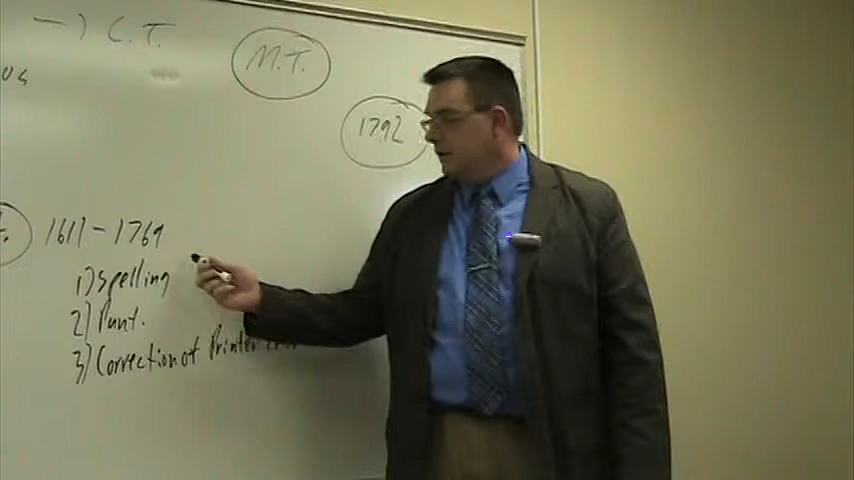 —) C.T.
M.T.
1792
1611 - 1769
1) spelling
2) Punt.
3) Correction of Printer